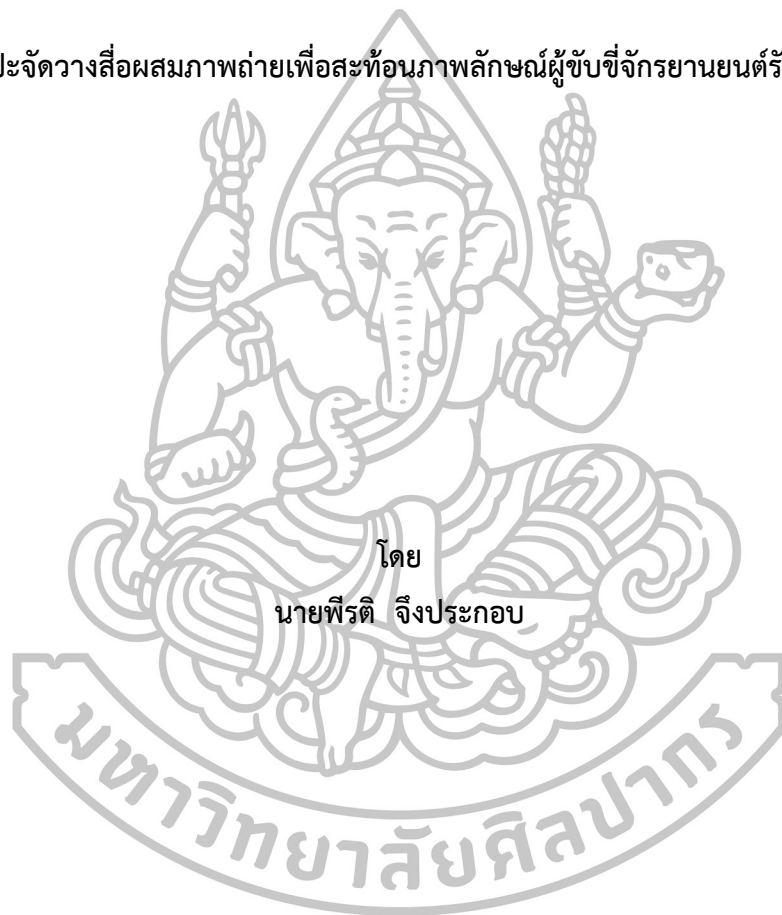 ปะจัดวางสื่อผสมภาพถ่ายเพื่อสะท้อนภาพลักษณ์ผู้ขับขี่จักรยานยนต์รั
โดย
นายพีรติ จึงประกอบ
มหาวิทยาลัยศิลปากร